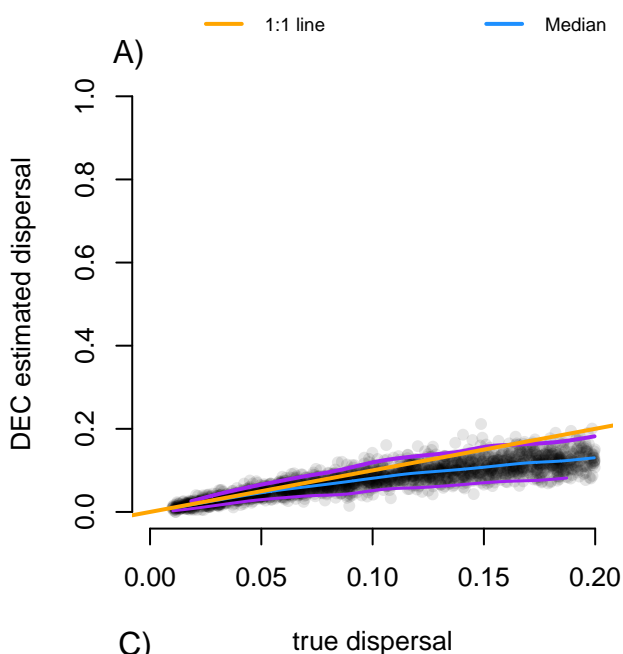 1:1 line Median
A)
DEC estimated dispersal
1.0
0.8
0.6
0.4
0.2
0.0
0.00 0.05 0.10 0.15 0.20
true dispersal
C)